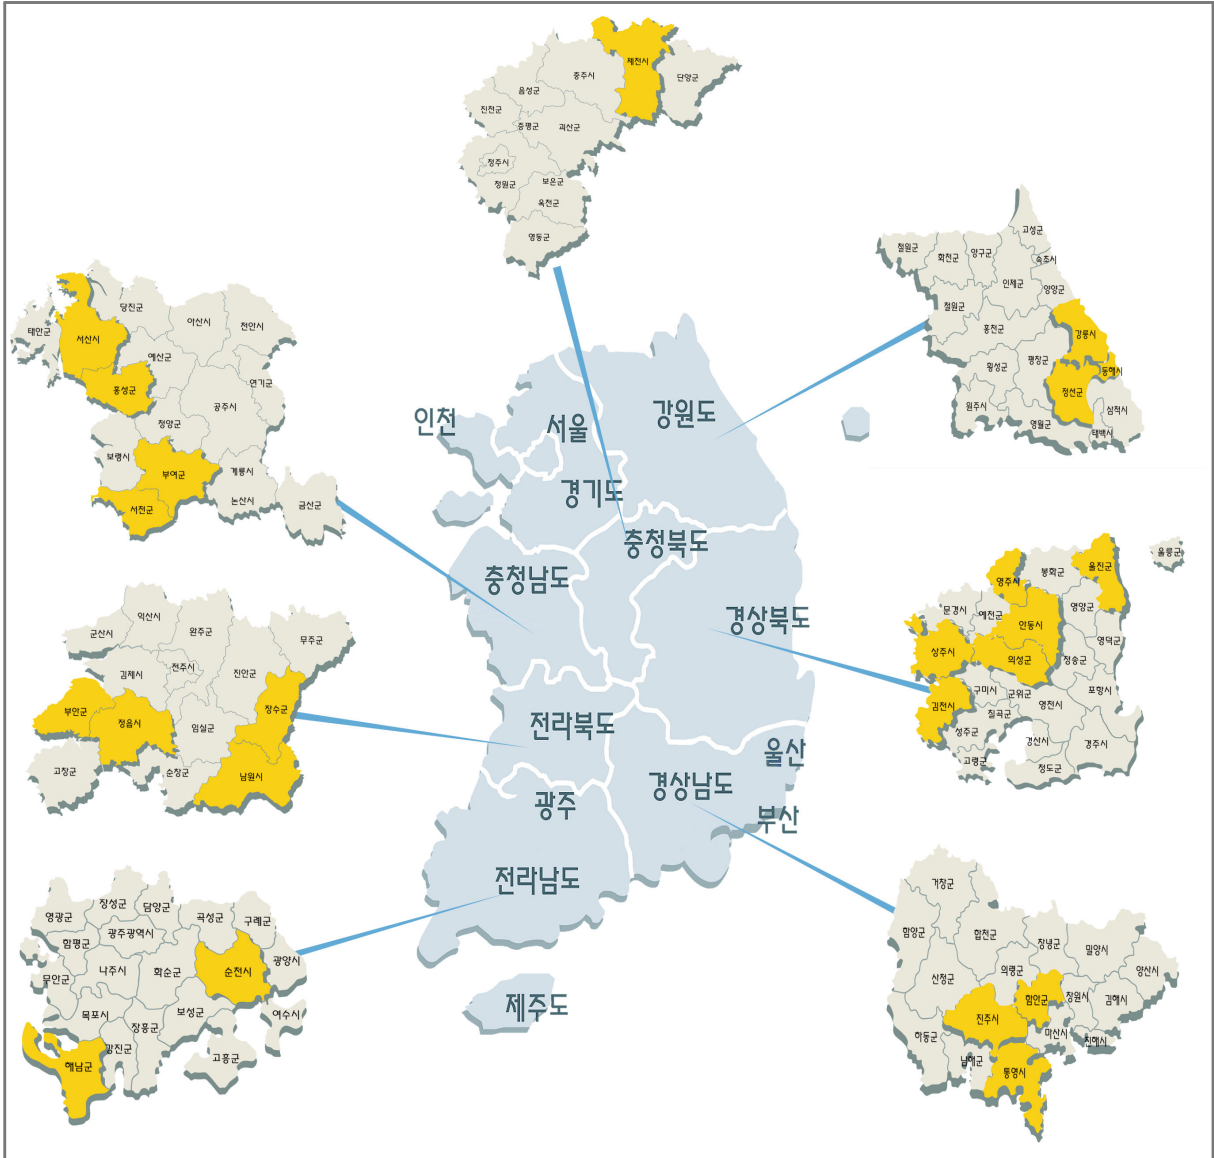 제천시
충주시
단양군
음성군
진천군
증평군
괴산군
청주시
청원군
보은군
옥천군
영동군
고성군
철원군
화천군
양구군
속초시
인제군
양양군
철원군
홍천군
강릉시
횡성군
평창군
동해시
정선군
원주시
삼척시
영월군
태백시
당진군
아산시
천안시
태안군
서산시
예산군
홍성군
연기군
공주시
청양군
보령시
부여군
계룡시
서천군
논산시
금산군
인천
서울
강원도
경기도
충청북도
충청남도
경상북도
전라북도
울산
경상남도
광주
부산
전라남도
제주도
울릉군
영주시
봉화군
울진군
문경시
예천군
영양군
안동시
상주시
의성군
청송군
영덕군
김천시
구미시
군위군
포항시
칠곡군
영천시
성주군
경산시
경주시
고령군
청도군
익산시
군산시
완주군
무주군
김제시
전주시
진안군
부안군
정읍시
장수군
임실군
고창군
순창군
남원시
장성군
담양군
영광군
곡성군
구례군
함평군
광주광역시
무안군
나주시
화순군
순천시
광양시
목포시
장흥군
보성군
여수시
해남군
강진군
고흥군
거창군
함양군
합천군
창녕군
밀양시
양산시
산청군
의령군
함안군
창원시
김해시
진주시
하동군
마산시
진해시
남해군
통영시